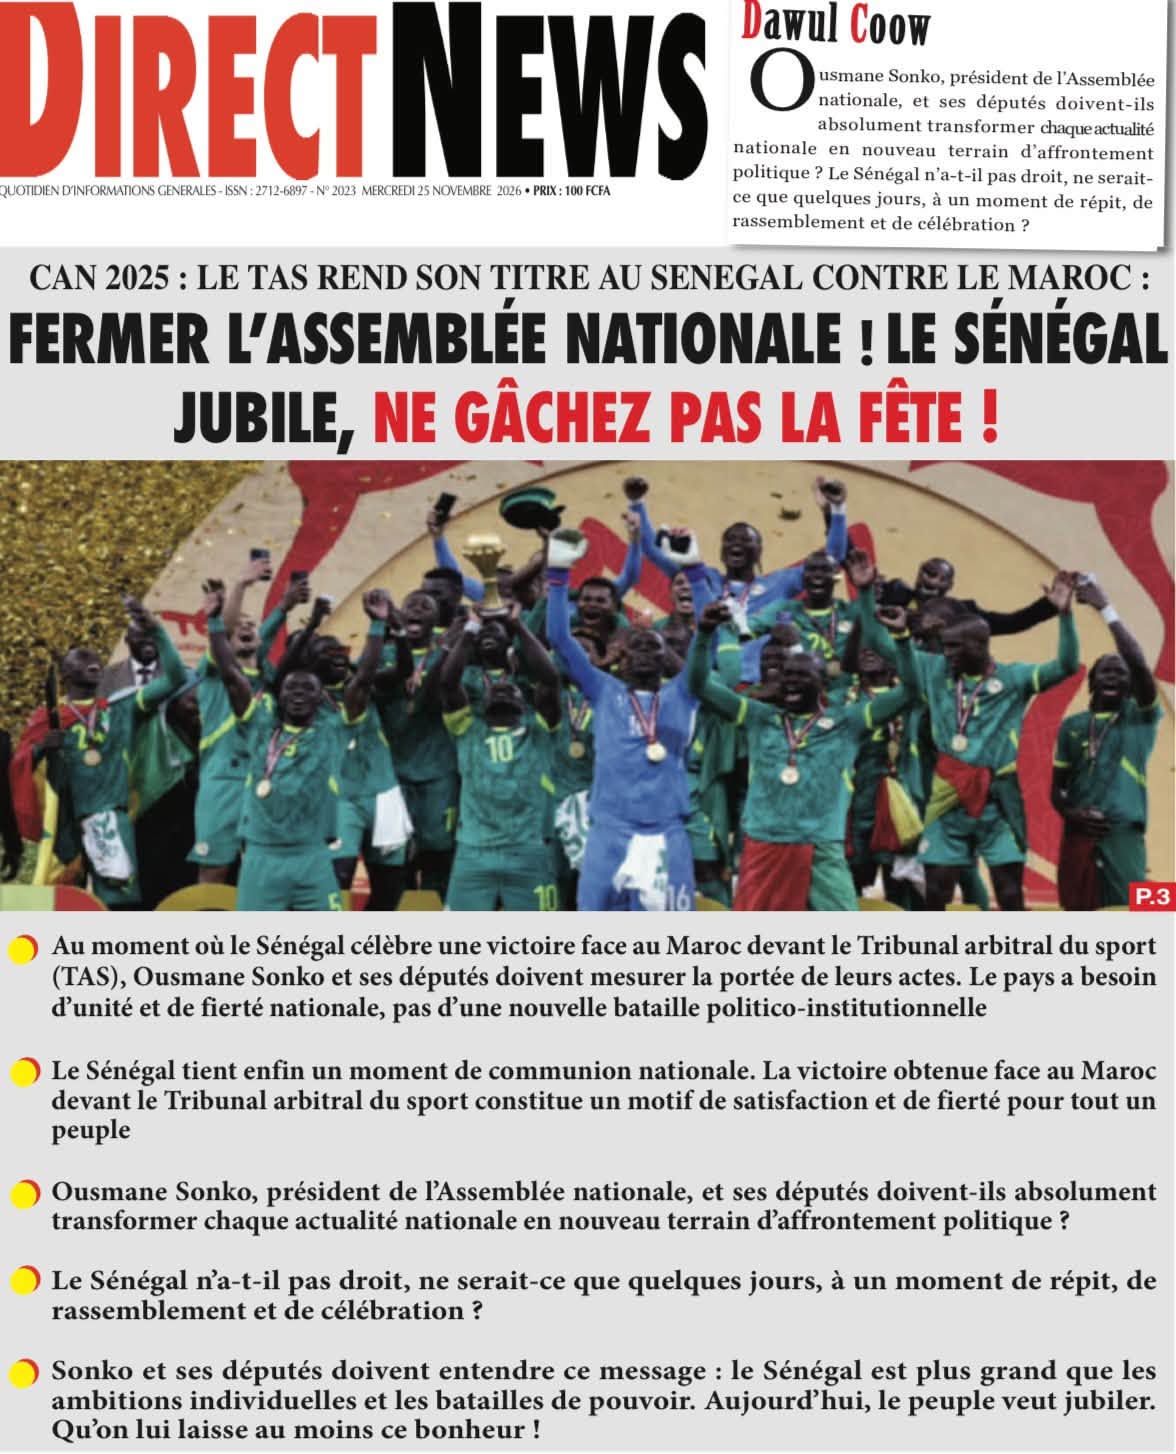 DIRECT NEWS
QUOTIDIEN D'INFORMATIONS GENERALES - ISSN : 2712-6897 - N° 2023 MERCREDI 25 NOVEMBRE 2026 • PRIX : 100 FCFA
Dawul Coow
Ousmane Sonko, président de l'Assemblée
nationale, et ses députés doivent-ils
absolument transformer chaque actualité
nationale en nouveau terrain d'affrontement
politique ? Le Sénégal n'a-t-il pas droit, ne serait-
ce que quelques jours, à un moment de répit, de
rassemblement et de célébration ?
CAN 2025 : LE TAS REND SON TITRE AU SENEGAL CONTRE LE MAROC :
FERMER L'ASSEMBLÉE NATIONALE ! LE SÉNÉGAL
JUBILE, NE GÂCHEZ PAS LA FÊTE !
10
10
5
16
P.3
Au moment où le Sénégal célèbre une victoire face au Maroc devant le Tribunal arbitral du sport
(TAS), Ousmane Sonko et ses députés doivent mesurer la portée de leurs actes. Le pays a besoin
d'unité et de fierté nationale, pas d'une nouvelle bataille politico-institutionnelle
Le Sénégal tient enfin un moment de communion nationale. La victoire obtenue face au Maroc
devant le Tribunal arbitral du sport constitue un motif de satisfaction et de fierté pour tout un
peuple
Ousmane Sonko, président de l'Assemblée nationale, et ses députés doivent-ils absolument
transformer chaque actualité nationale en nouveau terrain d'affrontement politique ?
Le Sénégal n'a-t-il pas droit, ne serait-ce que quelques jours, à un moment de répit, de
rassemblement et de célébration ?
Sonko et ses députés doivent entendre ce message : le Sénégal est plus grand que les
ambitions individuelles et les batailles de pouvoir. Aujourd'hui, le peuple veut jubiler.
Qu'on lui laisse au moins ce bonheur !